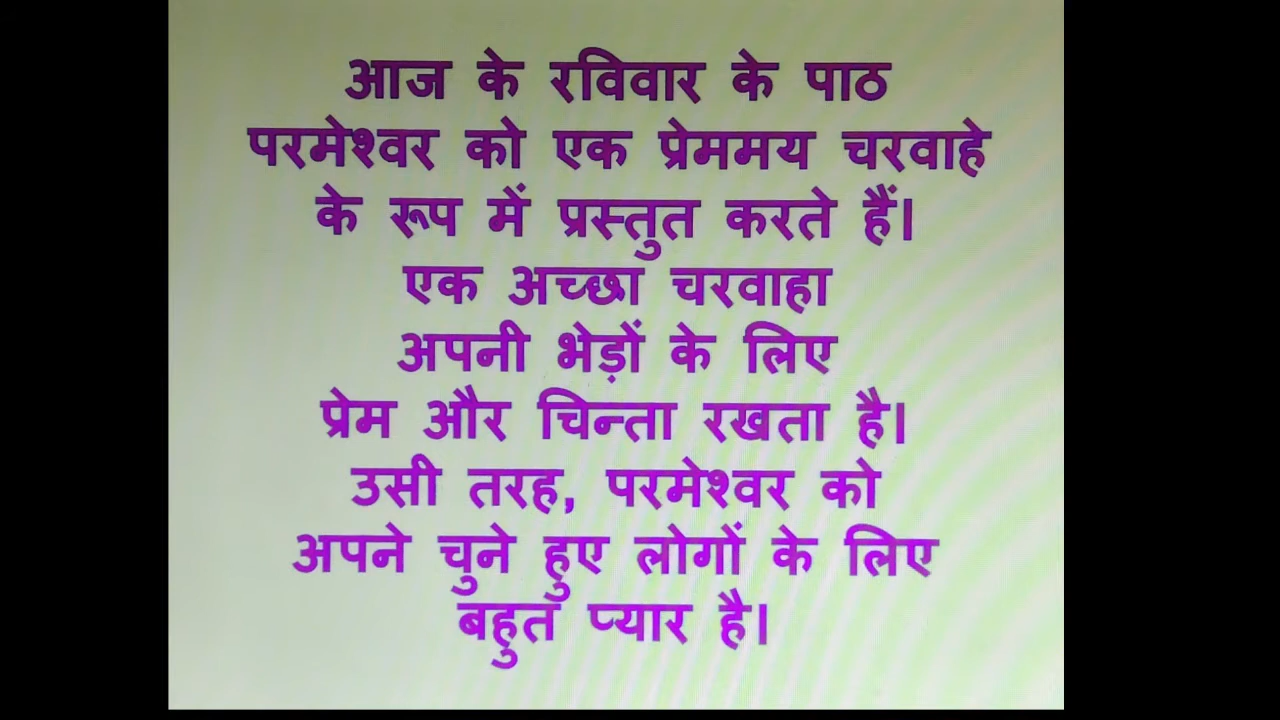 आज के रविवार के पाठ
परमेश्वर को एक प्रेममय चरवाहे
के रूप में प्रस्तुत करते हैं।
एक अच्छा चरवाहा
अपनी भेड़ों के लिए
प्रेम और चिन्ता रखता है।
उसी तरह, परमेश्वर को
अपने चुने हुए लोगों के लिए
बहुत प्यार है।